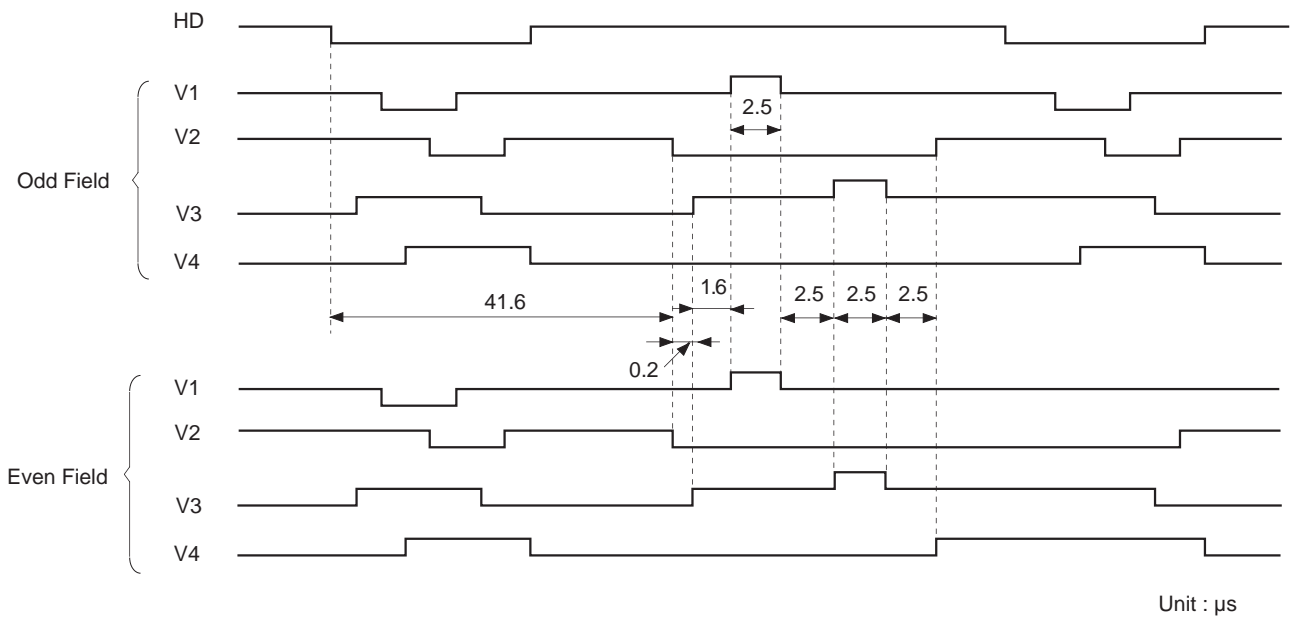 HD
V1
2.5
V2
Odd Field
V3
V4
1.6
2.5 2.5 2.5
41.6
0.2
V1
V2
Even Field
V3
V4
Unit : µs